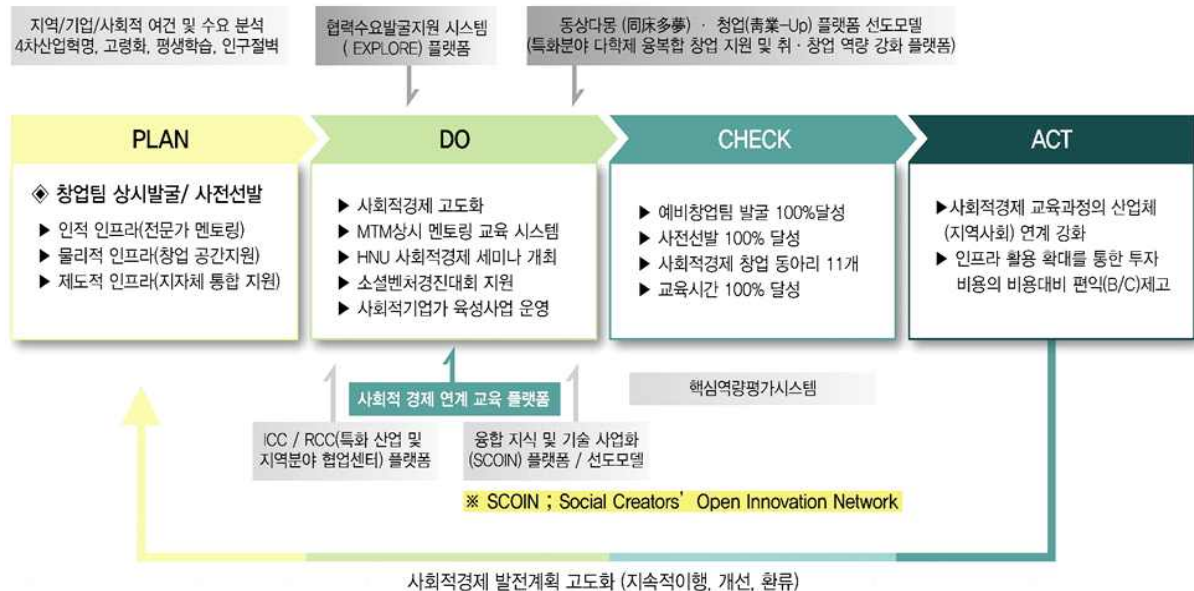 지역/기업/사회적 여건 및 수요 분석
4차산업혁명, 고령화, 평생학습, 인구절벽
협력수요발굴지원 시스템
( EXPLORE ) 플랫폼
동상다몽 (同床多夢) · 청업(靑業-Up) 플랫폼 선도모델
(특화분야 다학제 융복합 창업 지원 및 취 · 창업 역량 강화 플랫폼)
PLAN
◈ 창업팀 상시발굴/ 사전선발
▶ 인적 인프라(전문가 멘토링)
▶ 물리적 인프라(창업 공간지원)
▶ 제도적 인프라(지자체 통합 지원)
DO
▶ 사회적경제 고도화
▶ MTM상시 멘토링 교육 시스템
▶ HNU 사회적경제 세미나 개최
▶ 소셜벤처경진대회 지원
▶ 사회적기업가 육성사업 운영
CHECK
▶ 예비창업팀 발굴 100%달성
▶ 사전선발 100% 달성
▶ 사회적경제 창업 동아리 11개
▶ 교육시간 100% 달성
ACT
▶사회적경제 교육과정의 산업체
(지역사회) 연계 강화
▶ 인프라 활용 확대를 통한 투자
비용의 비용대비 편익(B/C)제고
사회적 경제 연계 교육 플랫폼
핵심역량평가시스템
ICC / RCC(특화 산업 및
지역분야 협업센터) 플랫폼
융합 지식 및 기술 사업화
(SCOIN) 플랫폼 / 선도모델
※ SCOIN ; Social Creators' Open Innovation Network
사회적경제 발전계획 고도화 (지속적이행, 개선, 환류)